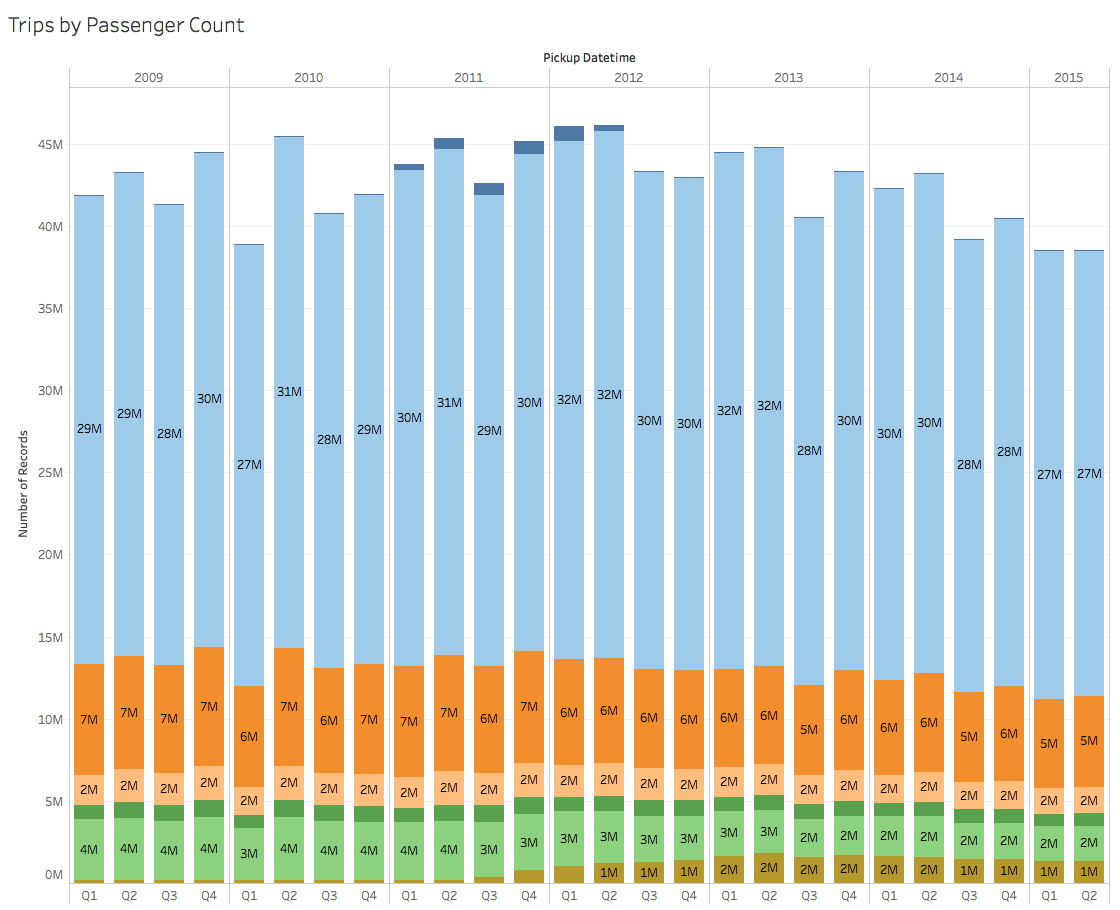 Trips by Passenger Count
Pickup Datetime
2009 2010 2011 2012 2013 2014 2015
45M
40M
35M
30M
25M
20M
15M
10M
5M
0M
Number of Records
29M 29M 28M 30M 27M 31M 28M 29M 30M 31M 29M 30M 32M 32M 30M 30M 32M 32M 28M 30M 30M 30M 28M 28M 27M 27M
7M 7M 7M 7M 6M 7M 6M 7M 7M 7M 6M 7M 6M 6M 6M 6M 6M 6M 5M 6M 6M 6M 5M 6M 5M 5M
2M 2M 2M 2M 2M 2M 2M 2M 2M 2M 2M 2M 2M 2M 2M 2M 2M 2M 2M 2M 2M 2M 2M 2M 2M 2M
4M 4M 4M 4M 3M 4M 4M 4M 4M 4M 3M 3M 3M 3M 3M 3M 3M 3M 2M 2M 2M 2M 2M 2M 2M 2M
1M 1M 1M 2M 2M 2M 2M 2M 2M 1M 1M 1M 1M
Q1 Q2 Q3 Q4 Q1 Q2 Q3 Q4 Q1 Q2 Q3 Q4 Q1 Q2 Q3 Q4 Q1 Q2 Q3 Q4 Q1 Q2 Q3 Q4 Q1 Q2